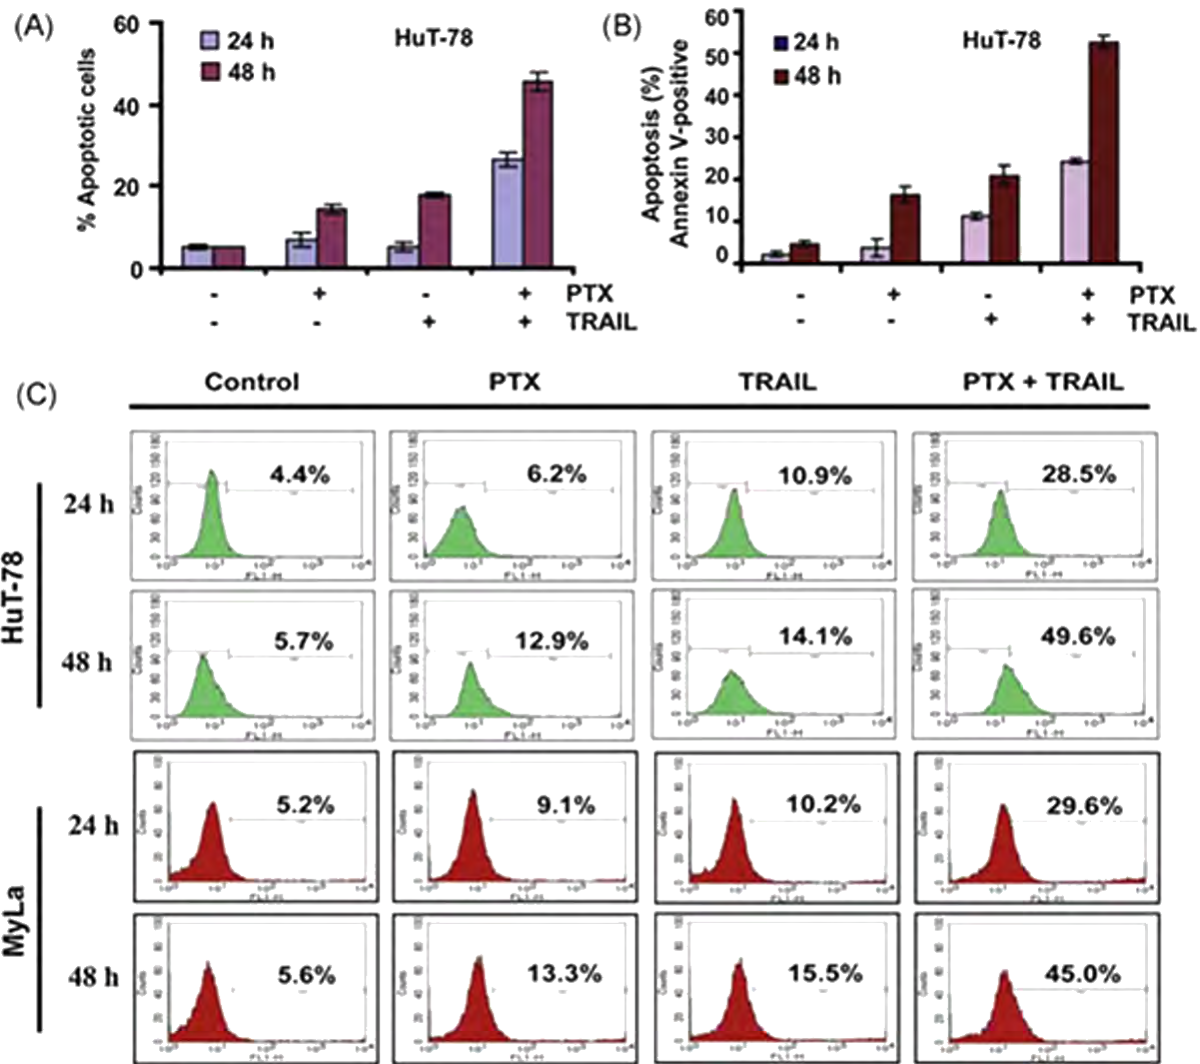 (A)
HuT-78
24 h
48 h
% Apoptotic cells
60
40
20
0
- + - + PTX
- - + + TRAIL
(B)
HuT-78
24 h
48 h
Apoptosis (%)
Annexin V-positive
60
50
40
30
20
10
0
- + - + PTX
- - + + TRAIL
(C)
Control PTX TRAIL PTX + TRAIL
HuT-78
24 h
4.4% 6.2% 10.9% 28.5%
48 h
5.7% 12.9% 14.1% 49.6%
MyLa
24 h
5.2% 9.1% 10.2% 29.6%
48 h
5.6% 13.3% 15.5% 45.0%